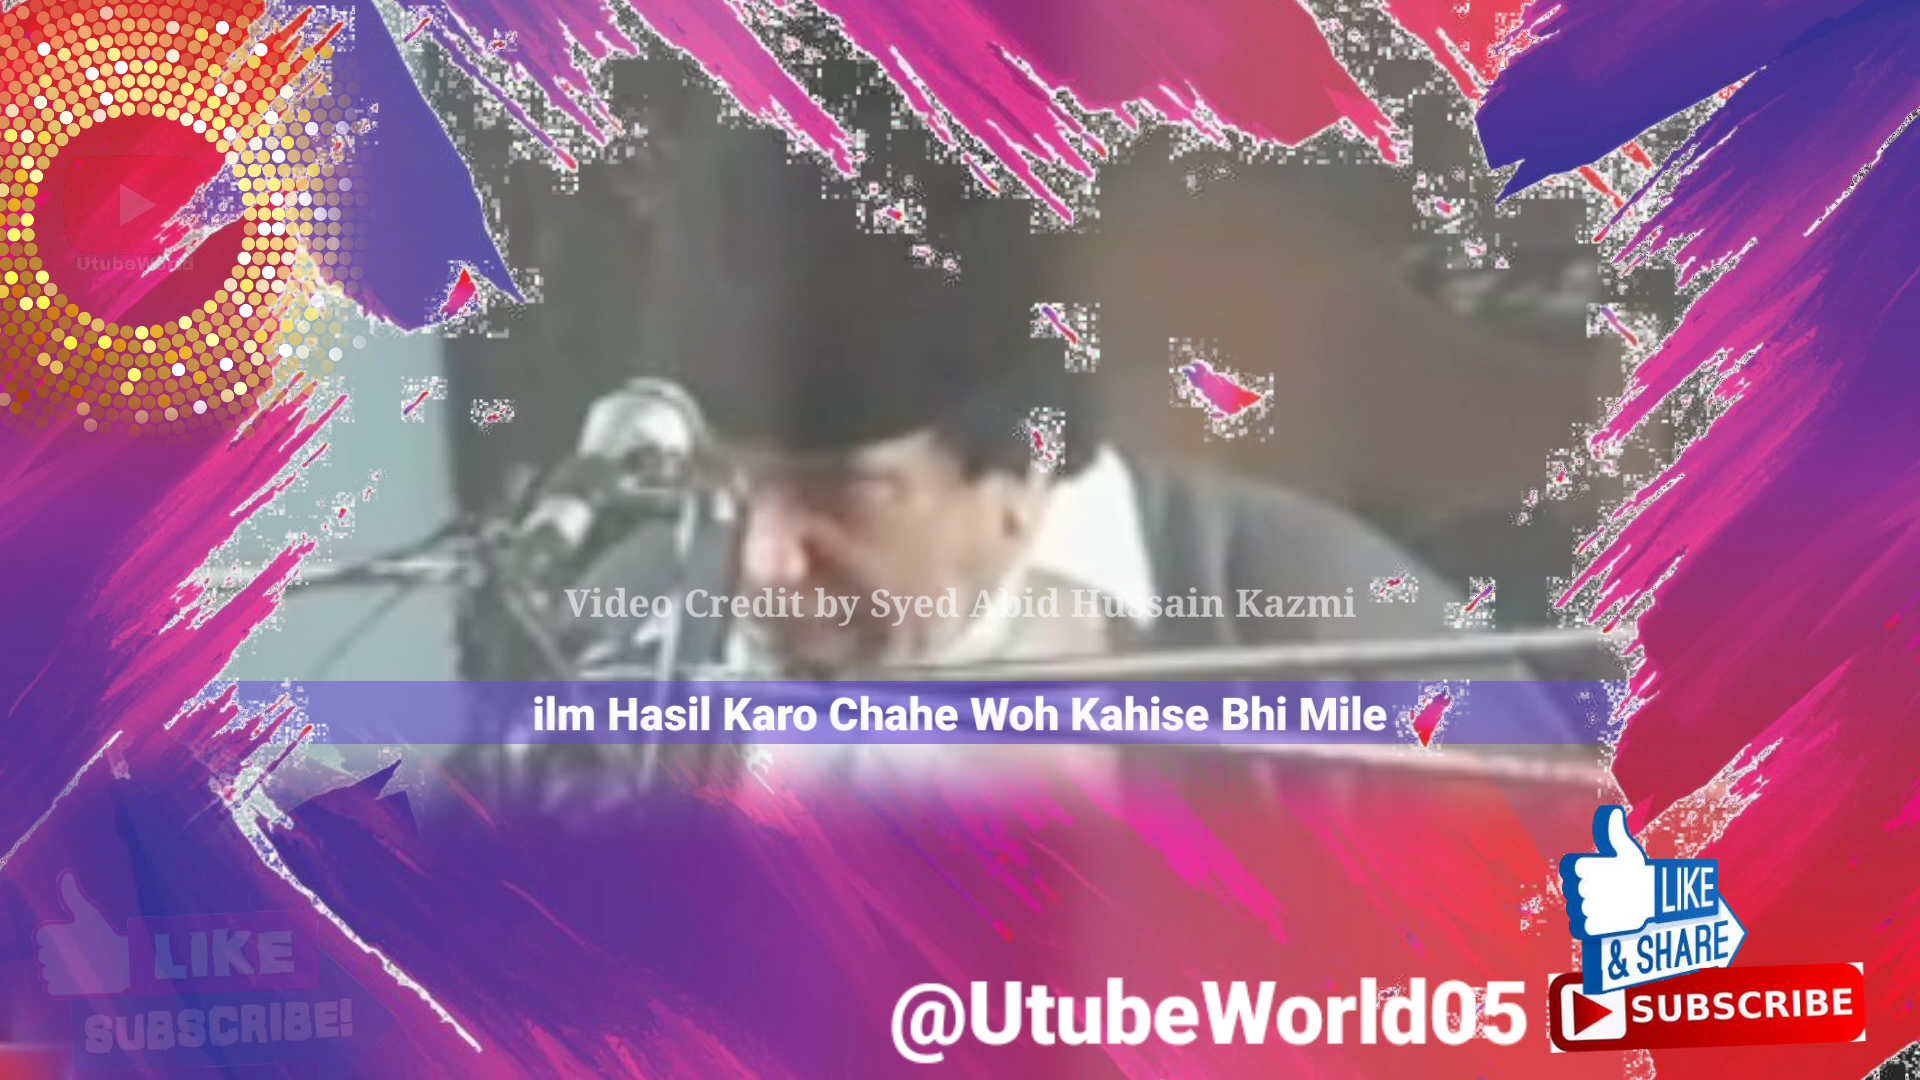 UtubeWorld
Video Credit by Syed Abid Hussain Kazmi
ilm Hasil Karo Chahe Woh Kahise Bhi Mile
LIKE
& SHARE
LIKE
SUBSCRIBE!
@UtubeWorld05
SUBSCRIBE